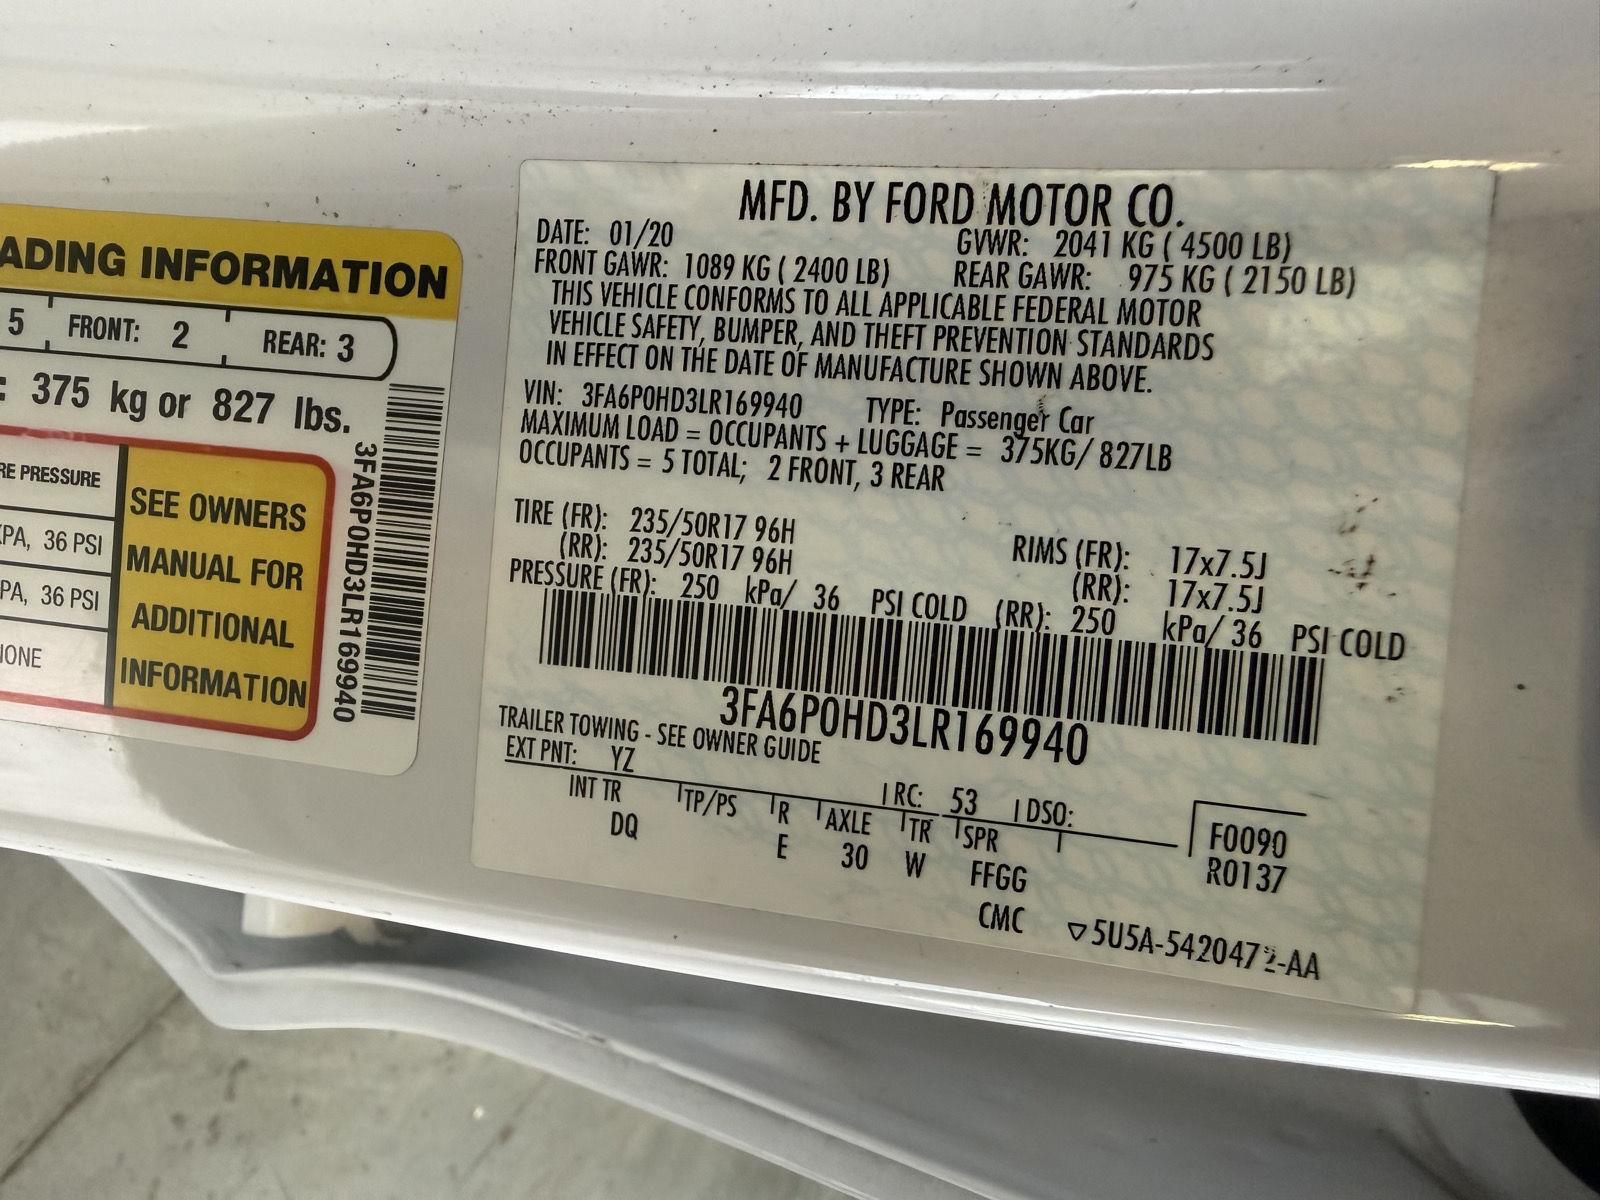 ADING INFORMATION
5 FRONT: 2 REAR: 3
: 375 kg or 827 lbs.
RE PRESSURE
KPA, 36 PSI
PA, 36 PSI
NONE
SEE OWNERS
MANUAL FOR
ADDITIONAL
INFORMATION
3FA6P0HD3LR169940
MFD. BY FORD MOTOR CO.
DATE: 01/20 GVWR: 2041 KG ( 4500 LB)
FRONT GAWR: 1089 KG ( 2400 LB) REAR GAWR: 975 KG ( 2150 LB)
THIS VEHICLE CONFORMS TO ALL APPLICABLE FEDERAL MOTOR
VEHICLE SAFETY, BUMPER, AND THEFT PREVENTION STANDARDS
IN EFFECT ON THE DATE OF MANUFACTURE SHOWN ABOVE.
VIN: 3FA6P0HD3LR169940 TYPE: Passenger Car
MAXIMUM LOAD = OCCUPANTS + LUGGAGE = 375KG/ 827LB
OCCUPANTS = 5 TOTAL; 2 FRONT, 3 REAR
TIRE (FR): 235/50R17 96H RIMS (FR): 17x7.5J
(RR): 235/50R17 96H (RR): 17x7.5J
PRESSURE (FR): 250 kPa/ 36 PSI COLD (RR): 250 kPa/ 36 PSI COLD
3FA6P0HD3LR169940
TRAILER TOWING - SEE OWNER GUIDE
EXT PNT: YZ RC: 53 DSO:
INT TR TP/PS R AXLE TR SPR F0090
DQ E 30 W FFGG R0137
CMC ▽5U5A-5420472-AA